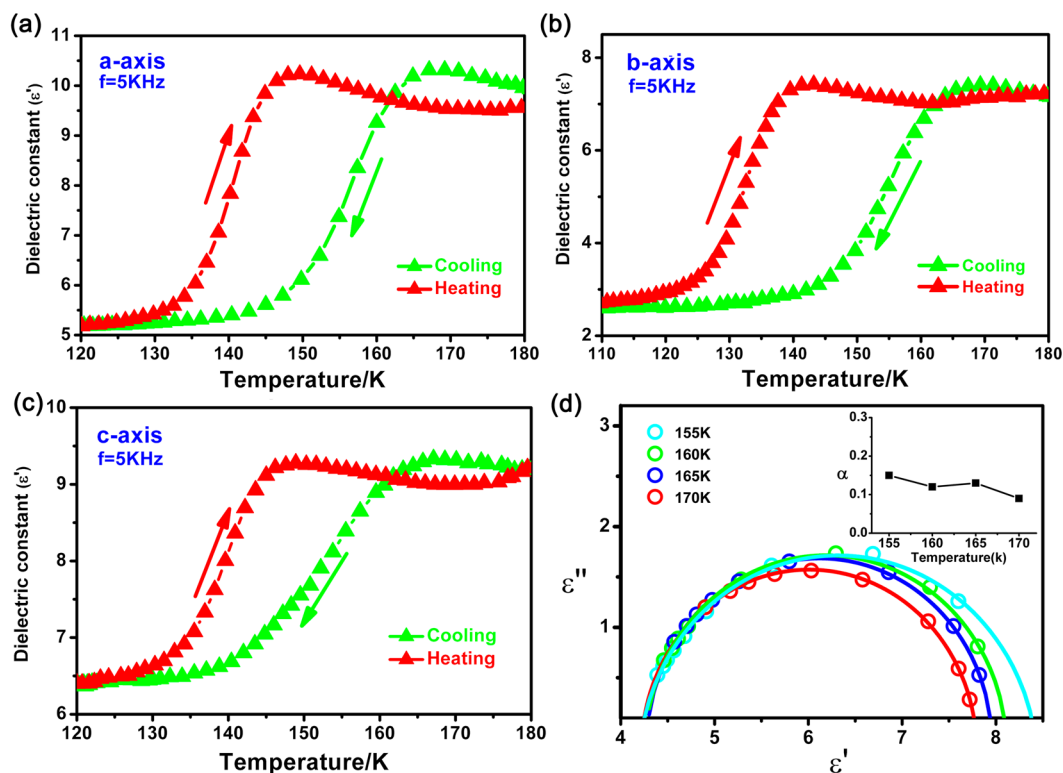 (a)
a-axis
f=5KHz
Dielectric constant (ε')
11
10
9
8
7
6
5
120 130 140 150 160 170 180
Temperature/K
Cooling
Heating
(b)
b-axis
f=5KHz
Dielectric constant (ε')
8
6
4
2
110 120 130 140 150 160 170 180
Temperature/K
Cooling
Heating
(c)
c-axis
f=5KHz
Dielectric constant (ε')
10
9
8
7
6
120 130 140 150 160 170 180
Temperature/K
Cooling
Heating
(d)
ε''
3
2
1
4 5 6 7 8
ε'
155K
160K
165K
170K
α
0.3
0.2
0.1
0.0
155 160 165 170
Temperature(k)